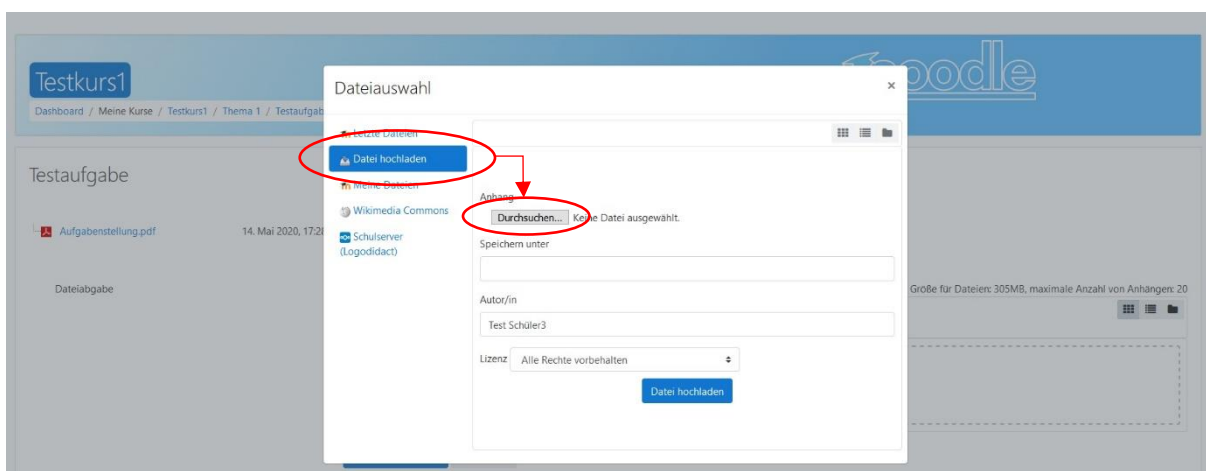 moodle
Testkurs1
Dashboard / Meine Kurse / Testkurs1 / Thema 1 / Testaufgab
Testaufgabe
Aufgabenstellung.pdf
14. Mai 2020, 17:28
Dateiabgabe
Größe für Dateien: 305MB, maximale Anzahl von Anhängen: 20
Dateiauswahl
×
Letzte Dateien
Datei hochladen
Meine Dateien
Wikimedia Commons
Schulserver
(Logodidact)
Anhang
Durchsuchen... Keine Datei ausgewählt.
Speichern unter
Autor/in
Test Schüler3
Lizenz Alle Rechte vorbehalten
Datei hochladen